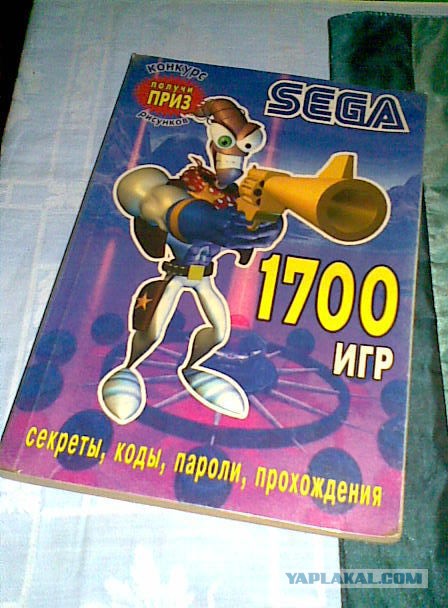 конкурс
получи
ПРИЗ
рисунков
SEGA
1700
ИГР
секреты, коды, пароли, прохождения
YAPLAKAL.COM